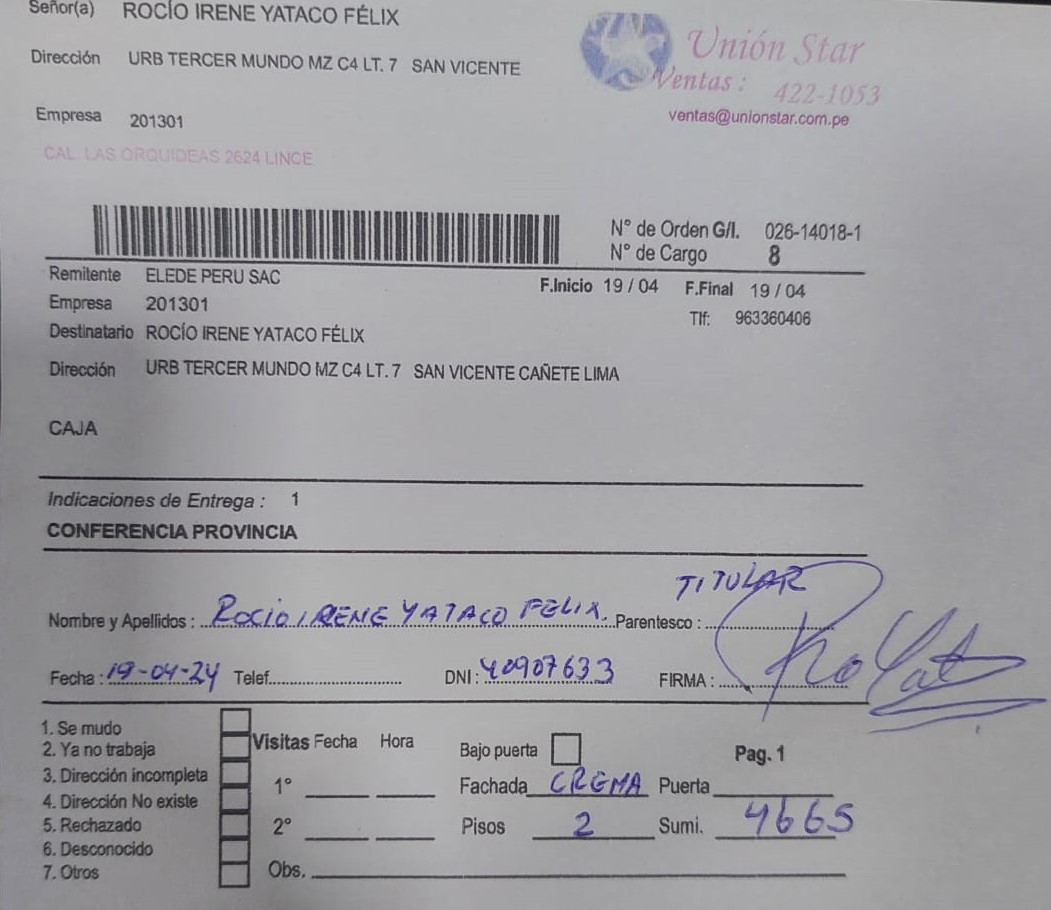 Señor(a) ROCÍO IRENE YATACO FÉLIX
Dirección URB TERCER MUNDO MZ C4 LT. 7 SAN VICENTE
Empresa 201301
CAL. LAS ORQUIDEAS 2624 LINCE
Unión Star
Ventas : 422-1053
ventas@unionstar.com.pe
N° de Orden G/I. 026-14018-1
N° de Cargo 8
Remitente ELEDE PERU SAC
F.Inicio 19 / 04 F.Final 19 / 04
Empresa 201301
Tlf: 963360406
Destinatario ROCÍO IRENE YATACO FÉLIX
Dirección URB TERCER MUNDO MZ C4 LT. 7 SAN VICENTE CAÑETE LIMA
CAJA
Indicaciones de Entrega : 1
CONFERENCIA PROVINCIA
TITULAR
Nombre y Apellidos : ROCIO IRENE YATACO FELIX. Parentesco :
Fecha : 19-04-24 Telef. DNI : 40907633 FIRMA : Rio Yat
1. Se mudo
2. Ya no trabaja
3. Dirección incompleta
4. Dirección No existe
5. Rechazado
6. Desconocido
7. Otros
Visitas Fecha Hora
1°
2°
Obs.
Bajo puerta
Pag. 1
Fachada CREMA Puerta
Pisos 2 Sumi. 4665